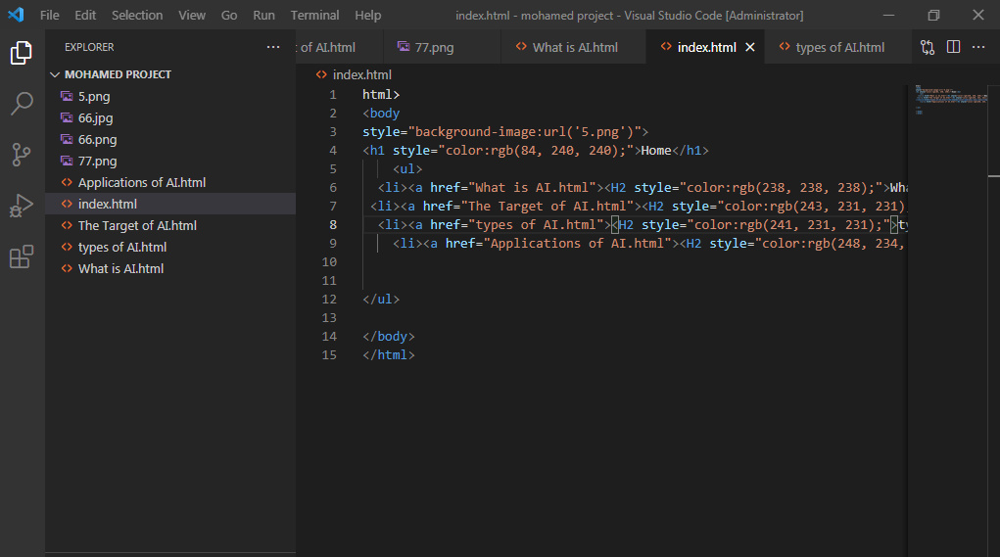 File Edit Selection View Go Run Terminal Help index.html - mohamed project - Visual Studio Code [Administrator]
EXPLORER
MOHAMED PROJECT
5.png
66.jpg
66.png
77.png
Applications of AI.html
index.html
The Target of AI.html
types of AI.html
What is AI.html
of AI.html 77.png What is AI.html index.html types of AI.html
index.html
1 html>
2 <body
3 style="background-image:url('5.png')">
4 <h1 style="color:rgb(84, 240, 240);">Home</h1>
5 <ul>
6 <li><a href="What is AI.html"><H2 style="color:rgb(238, 238, 238);">Wha
7 <li><a href="The Target of AI.html"><H2 style="color:rgb(243, 231, 231)
8 <li><a href="types of AI.html"><H2 style="color:rgb(241, 231, 231);">ty
9 <li><a href="Applications of AI.html"><H2 style="color:rgb(248, 234,
10
11
12 </ul>
13
14 </body>
15 </html>